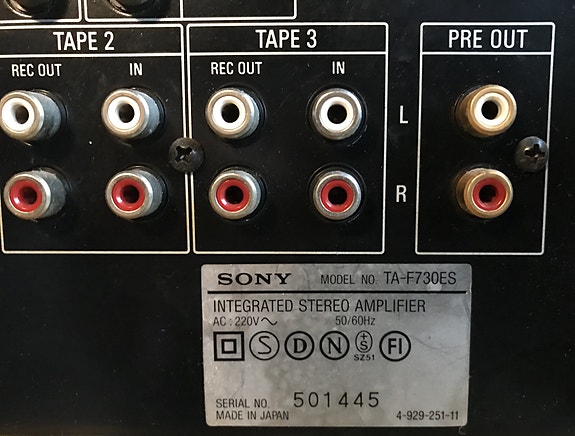 TAPE 2
REC OUT
IN
TAPE 3
REC OUT
IN
PRE OUT
L
R
SONY MODEL NO. TA-F730ES
INTEGRATED STEREO AMPLIFIER
AC : 220V~ 50/60Hz
S D N +S FI
SZ51
SERIAL NO. 501445
MADE IN JAPAN 4-929-251-11